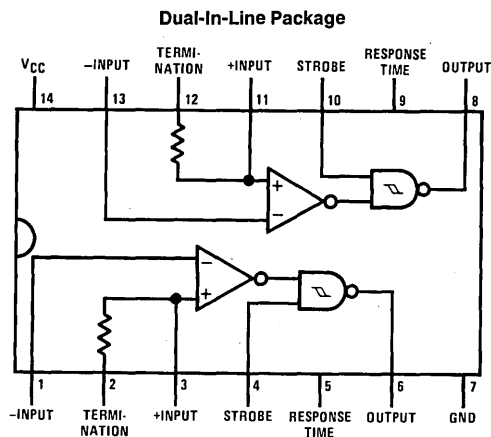 Dual-In-Line Package
VCC
–INPUT
TERMI-
NATION
+INPUT
STROBE
RESPONSE
TIME
OUTPUT
14
13
12
11
10
9
8
+
–
–
+
1
2
3
4
5
6
7
–INPUT
TERMI-
NATION
+INPUT
STROBE
RESPONSE
TIME
OUTPUT
GND